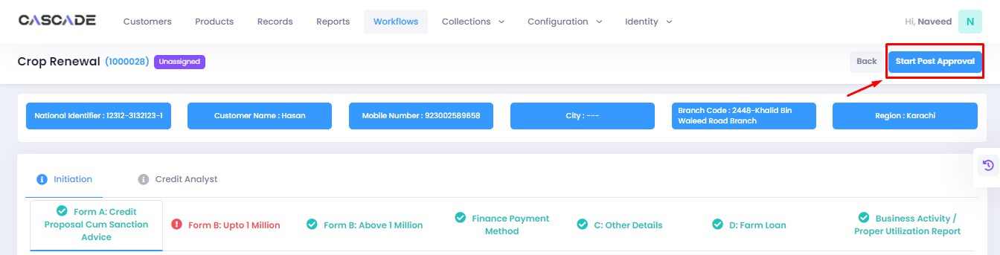 CASCADE
Customers Products Records Reports Workflows Collections Configuration Identity Hi, Naveed N
Crop Renewal (1000028) Unassigned Back Start Post Approval
National Identifier : 12312-3132123-1
Customer Name : Hasan
Mobile Number : 923002589658
City : ---
Branch Code : 2448-Khalid Bin
Waleed Road Branch
Region : Karachi
Initiation Credit Analyst
Form A: Credit
Proposal Cum Sanction
Advice
Form B: Upto 1 Million
Form B: Above 1 Million
Finance Payment
Method
C: Other Details
D: Farm Loan
Business Activity /
Proper Utilization Report